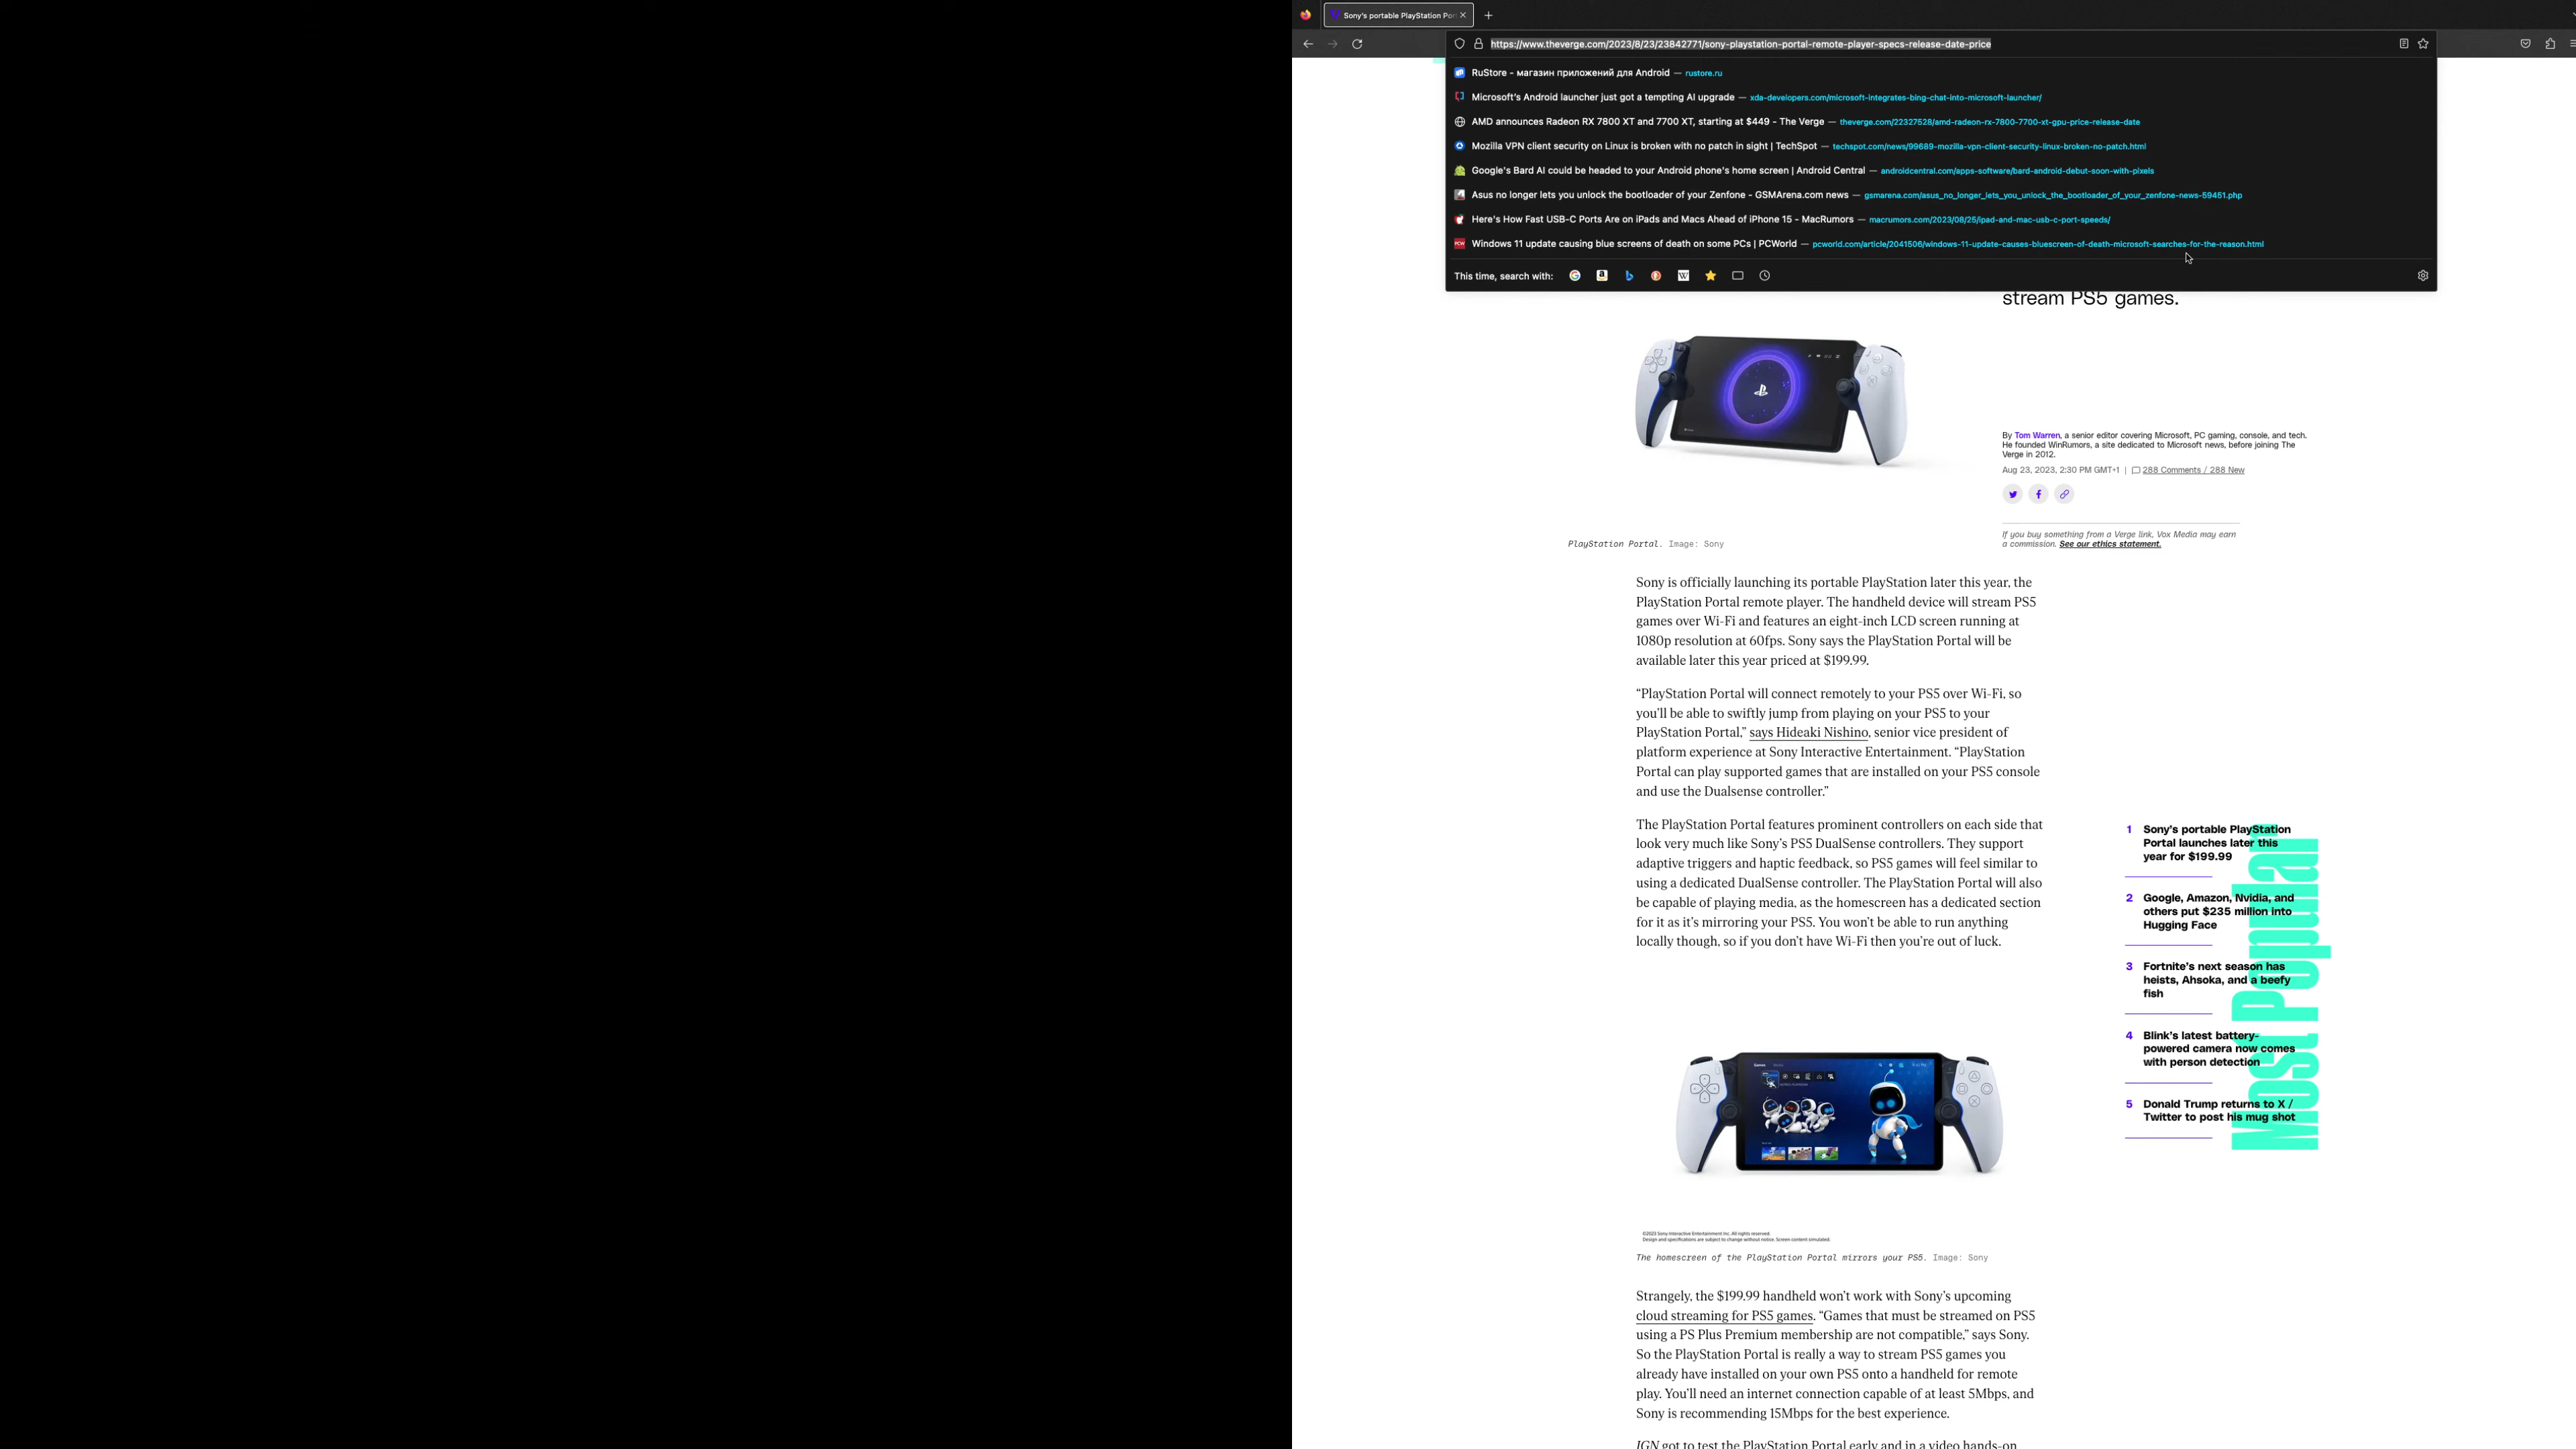 Sony's portable PlayStation Por
https://www.theverge.com/2023/8/23/23842771/sony-playstation-portal-remote-player-specs-release-date-price
RuStore - магазин приложений для Android — rustore.ru
Microsoft's Android launcher just got a tempting AI upgrade — xda-developers.com/microsoft-integrates-bing-chat-into-microsoft-launcher/
AMD announces Radeon RX 7800 XT and 7700 XT, starting at $449 - The Verge — theverge.com/22327528/amd-radeon-rx-7800-7700-xt-gpu-price-release-date
Mozilla VPN client security on Linux is broken with no patch in sight | TechSpot — techspot.com/news/99689-mozilla-vpn-client-security-linux-broken-no-patch.html
Google's Bard AI could be headed to your Android phone's home screen | Android Central — androidcentral.com/apps-software/bard-android-debut-soon-with-pixels
Asus no longer lets you unlock the bootloader of your Zenfone - GSMArena.com news — gsmarena.com/asus_no_longer_lets_you_unlock_the_bootloader_of_your_zenfone-news-59451.php
Here's How Fast USB-C Ports Are on iPads and Macs Ahead of iPhone 15 - MacRumors — macrumors.com/2023/08/25/ipad-and-mac-usb-c-port-speeds/
Windows 11 update causing blue screens of death on some PCs | PCWorld — pcworld.com/article/2041506/windows-11-update-causes-bluescreen-of-death-microsoft-searches-for-the-reason.html
This time, search with:
stream PS5 games.
By Tom Warren, a senior editor covering Microsoft, PC gaming, console, and tech.
He founded WinRumors, a site dedicated to Microsoft news, before joining The
Verge in 2012.
Aug 23, 2023, 2:30 PM GMT+1 | 288 Comments / 288 New
If you buy something from a Verge link, Vox Media may earn
a commission. See our ethics statement.
PlayStation Portal. Image: Sony
Sony is officially launching its portable PlayStation later this year, the
PlayStation Portal remote player. The handheld device will stream PS5
games over Wi-Fi and features an eight-inch LCD screen running at
1080p resolution at 60fps. Sony says the PlayStation Portal will be
available later this year priced at $199.99.
“PlayStation Portal will connect remotely to your PS5 over Wi-Fi, so
you’ll be able to swiftly jump from playing on your PS5 to your
PlayStation Portal,” says Hideaki Nishino, senior vice president of
platform experience at Sony Interactive Entertainment. “PlayStation
Portal can play supported games that are installed on your PS5 console
and use the Dualsense controller.”
The PlayStation Portal features prominent controllers on each side that
look very much like Sony’s PS5 DualSense controllers. They support
adaptive triggers and haptic feedback, so PS5 games will feel similar to
using a dedicated DualSense controller. The PlayStation Portal will also
be capable of playing media, as the homescreen has a dedicated section
for it as it’s mirroring your PS5. You won’t be able to run anything
locally though, so if you don’t have Wi-Fi then you’re out of luck.
Most Popular
1 Sony’s portable PlayStation
Portal launches later this
year for $199.99
2 Google, Amazon, Nvidia, and
others put $235 million into
Hugging Face
3 Fortnite’s next season has
heists, Ahsoka, and a beefy
fish
4 Blink’s latest battery-
powered camera now comes
with person detection
5 Donald Trump returns to X /
Twitter to post his mug shot
©2023 Sony Interactive Entertainment Inc. All rights reserved.
Design and specifications are subject to change without notice. Screen content simulated.
The homescreen of the PlayStation Portal mirrors your PS5. Image: Sony
Strangely, the $199.99 handheld won’t work with Sony’s upcoming
cloud streaming for PS5 games. “Games that must be streamed on PS5
using a PS Plus Premium membership are not compatible,” says Sony.
So the PlayStation Portal is really a way to stream PS5 games you
already have installed on your own PS5 onto a handheld for remote
play. You’ll need an internet connection capable of at least 5Mbps, and
Sony is recommending 15Mbps for the best experience.
IGN got to test the PlayStation Portal early and in a video hands-on